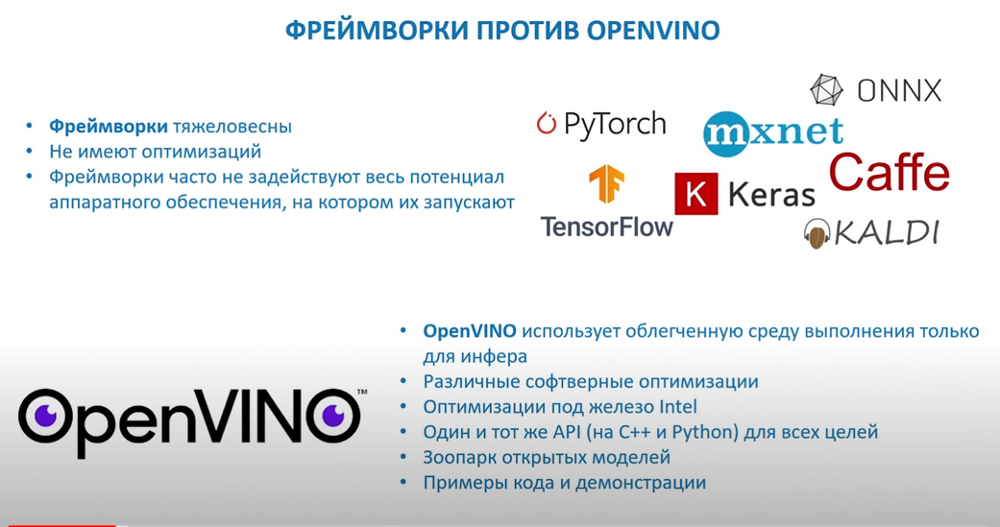 ФРЕЙМВОРКИ ПРОТИВ OPENVINO
• Фреймворки тяжеловесны
• Не имеют оптимизаций
• Фреймворки часто не задействуют весь потенциал
аппаратного обеспечения, на котором их запускают
ONNX
PyTorch
mxnet
Caffe
K Keras
TensorFlow
KALDI
OpenVINO™
• OpenVINO использует облегченную среду выполнения только
для инфера
• Различные софтверные оптимизации
• Оптимизации под железо Intel
• Один и тот же API (на C++ и Python) для всех целей
• Зоопарк открытых моделей
• Примеры кода и демонстрации